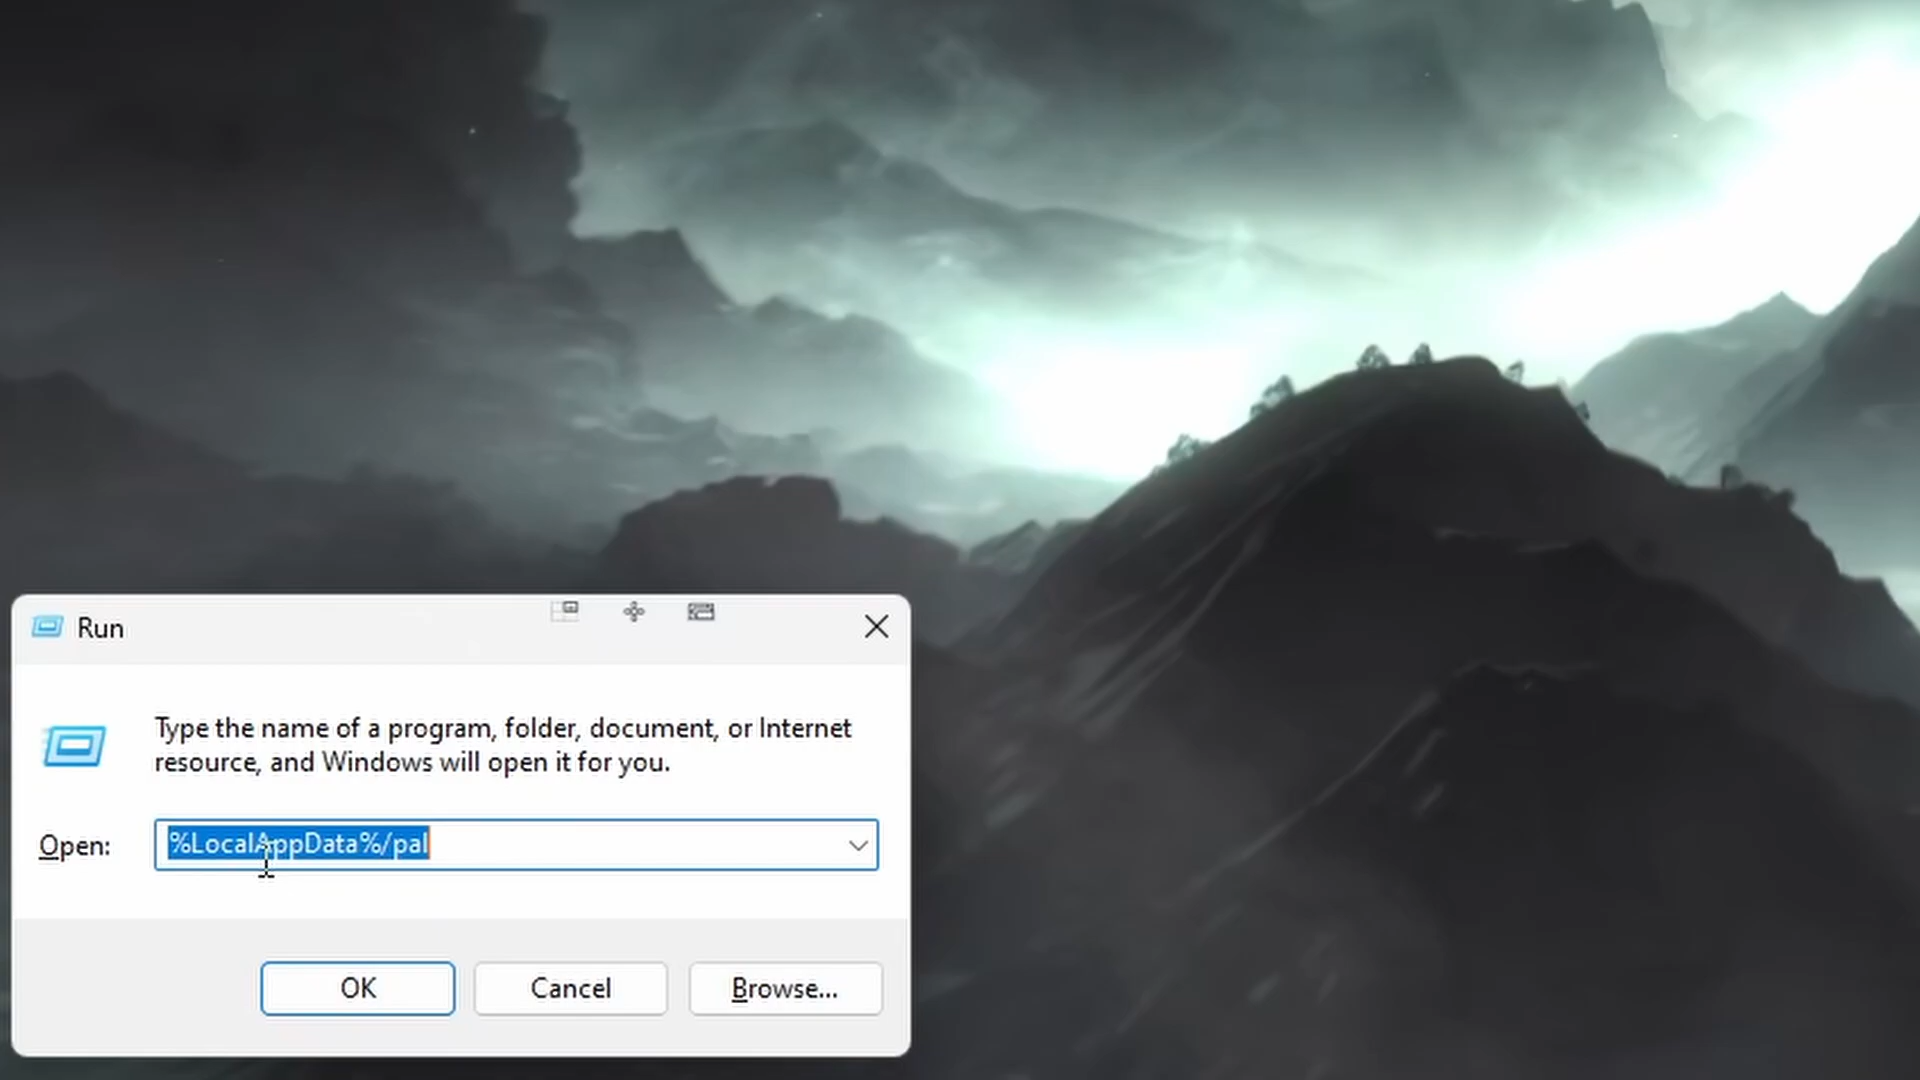 Run
Type the name of a program, folder, document, or Internet
resource, and Windows will open it for you.
Open:
%LocalAppData%/pal
OK
Cancel
Browse...